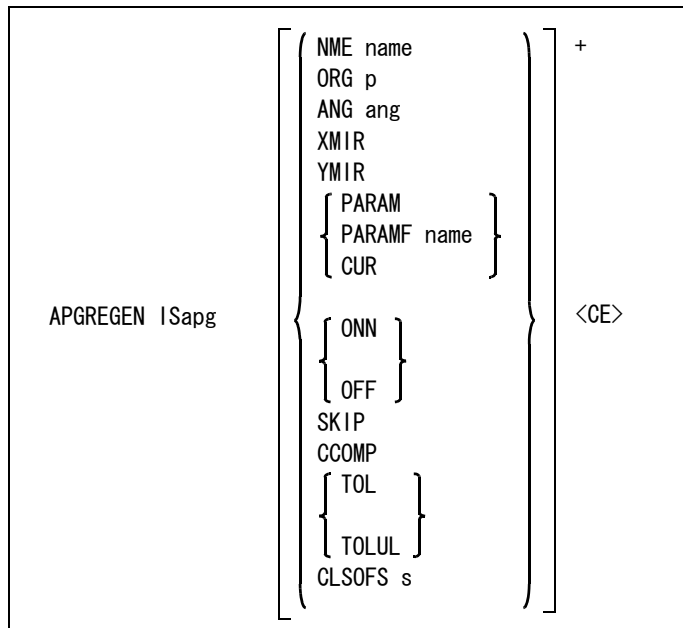 NME name
+
ORG p
ANG ang
XMIR
YMIR
PARAM
PARAMF name
CUR
APGREGEN ISapg
<CE>
ONN
OFF
SKIP
CCOMP
TOL
TOLUL
CLSOFS s